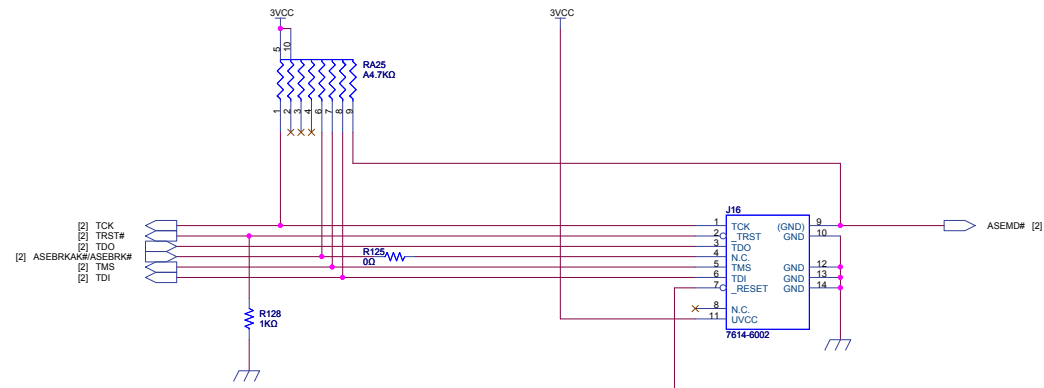 3VCC
3VCC
5
10
RA25
A4.7KΩ
1
2
3
4
6
7
8
9
J16
[2] TCK
1
TCK
(GND)
9
ASEMD# [2]
[2] TRST#
2
_TRST
GND
10
[2] TDO
3
TDO
[2] ASEBRKAK#/ASEBRK#
R125
0Ω
4
N.C.
[2] TMS
5
TMS
GND
12
[2] TDI
6
TDI
GND
13
7
_RESET
GND
14
8
N.C.
11
UVCC
7614-6002
R128
1KΩ